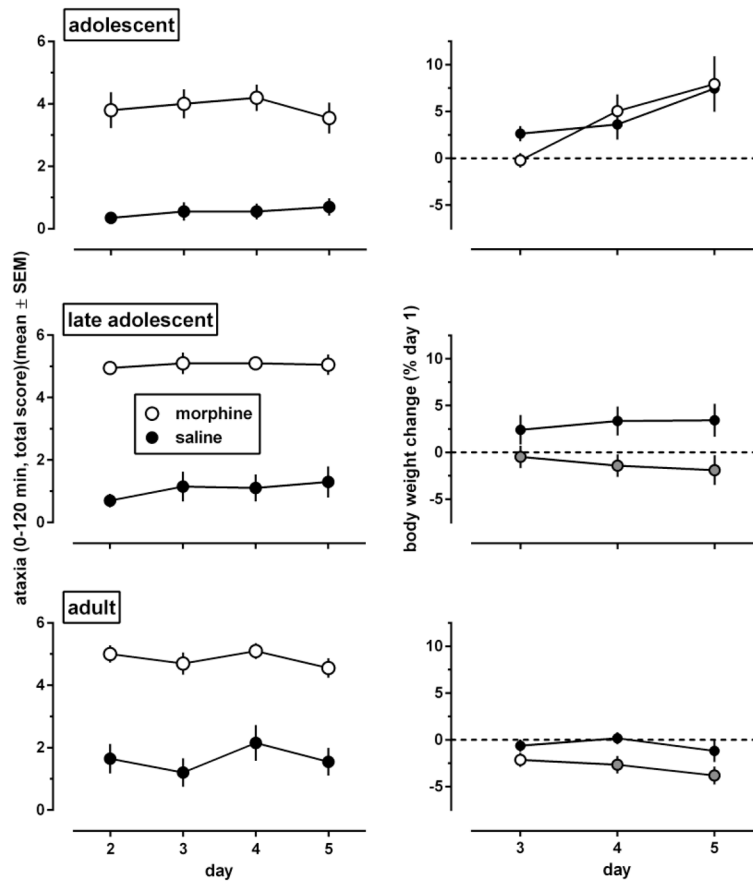 adolescent
6
4
2
0
10
5
0
-5
late adolescent
6
4
2
0
morphine
saline
10
5
0
-5
adult
6
4
2
0
2 3 4 5
day
10
5
0
-5
3 4 5
day
ataxia (0-120 min, total score)(mean ± SEM)
body weight change (% day 1)